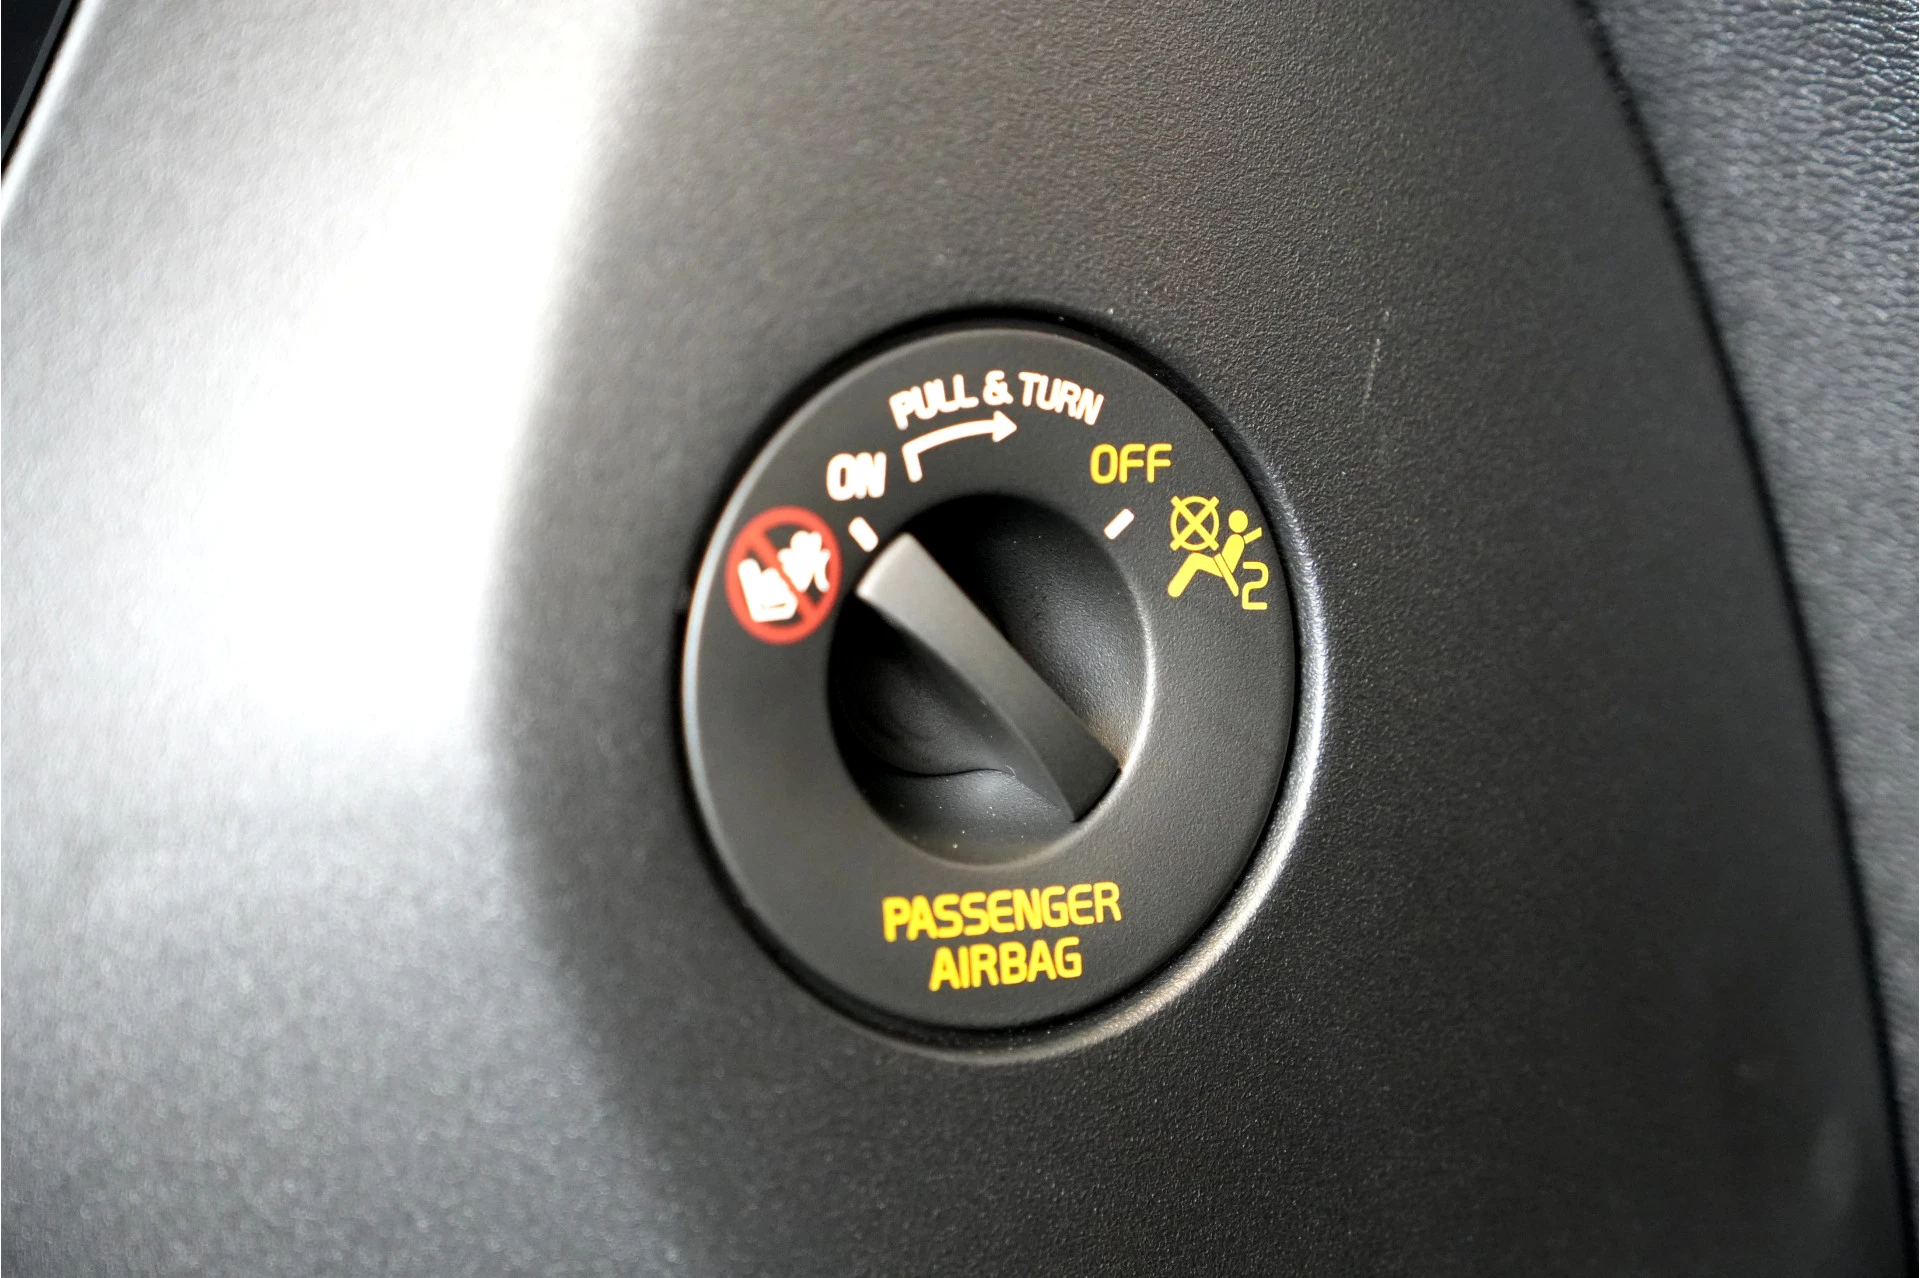 PULL & TURN
ON
OFF
2
PASSENGER
AIRBAG